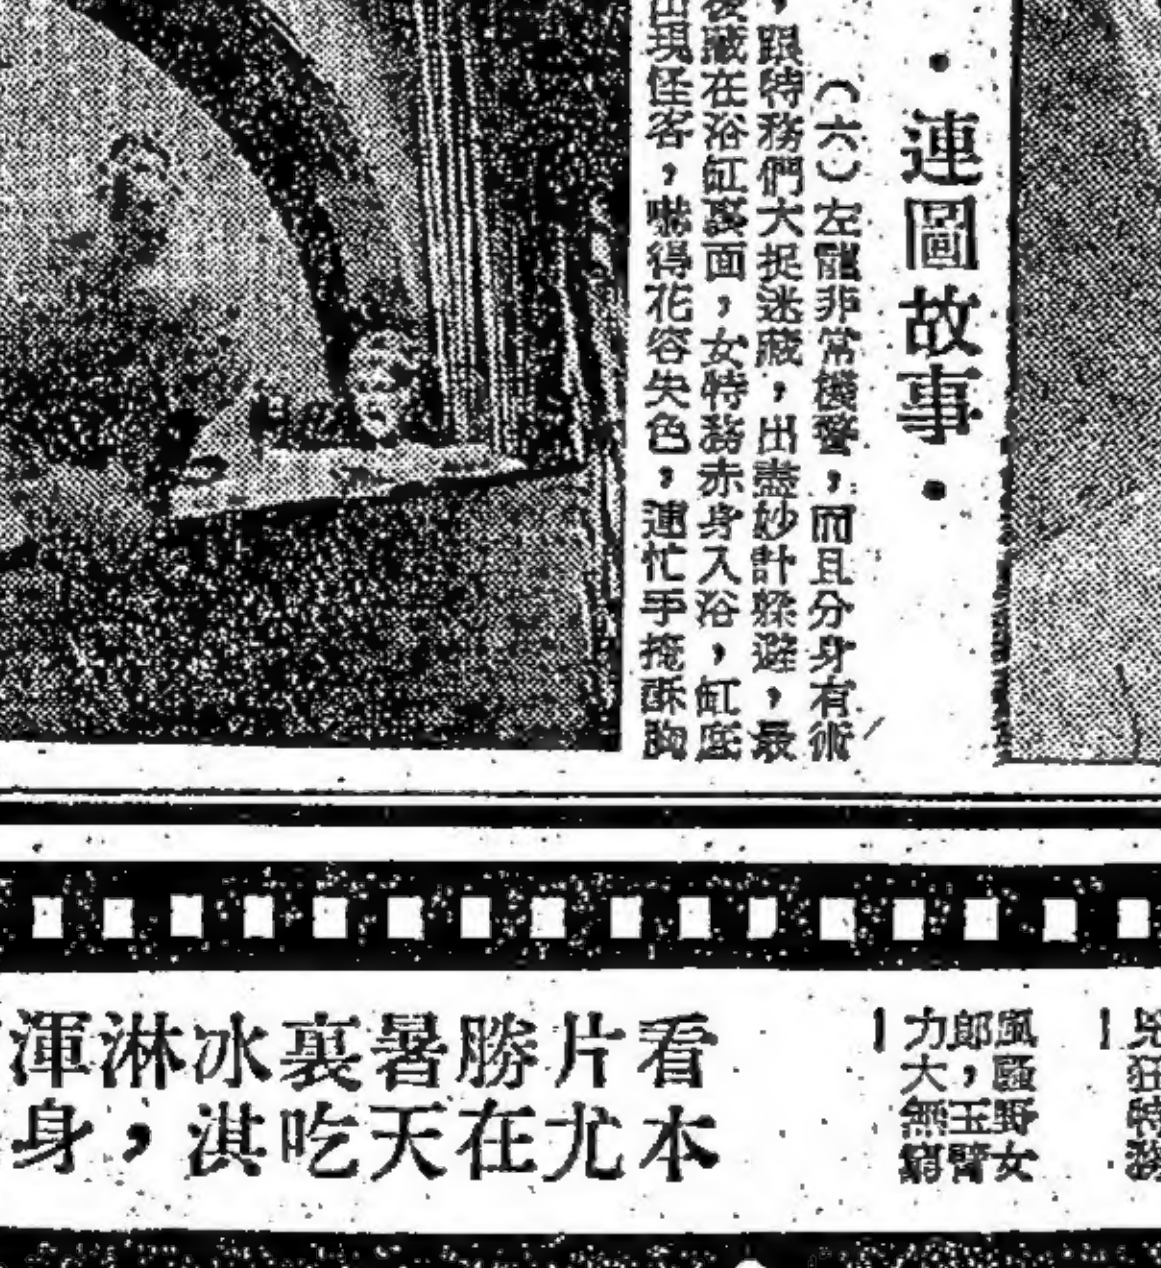 ・連圖故事・
（六）左龍非常機警，而且分身有術
，跟特務們大捉迷藏，出盡妙計躲避，最
後藏在浴缸裏面，女特務赤身入浴，缸底
出現怪客，嚇得花容失色，連忙手掩酥胸
狂特務
風騷野女
郎，玉臂
力大無窮
看本
片尤
勝在
暑天
裏吃
冰淇
淋，
渾身